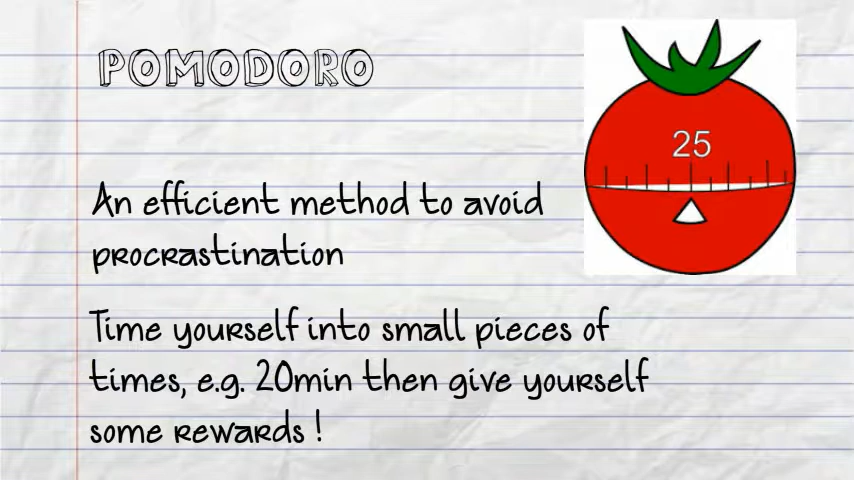 POMODORO
25
An efficient method to avoid
procrastination
Time yourself into small pieces of
times, e.g. 20min then give yourself
some rewards !